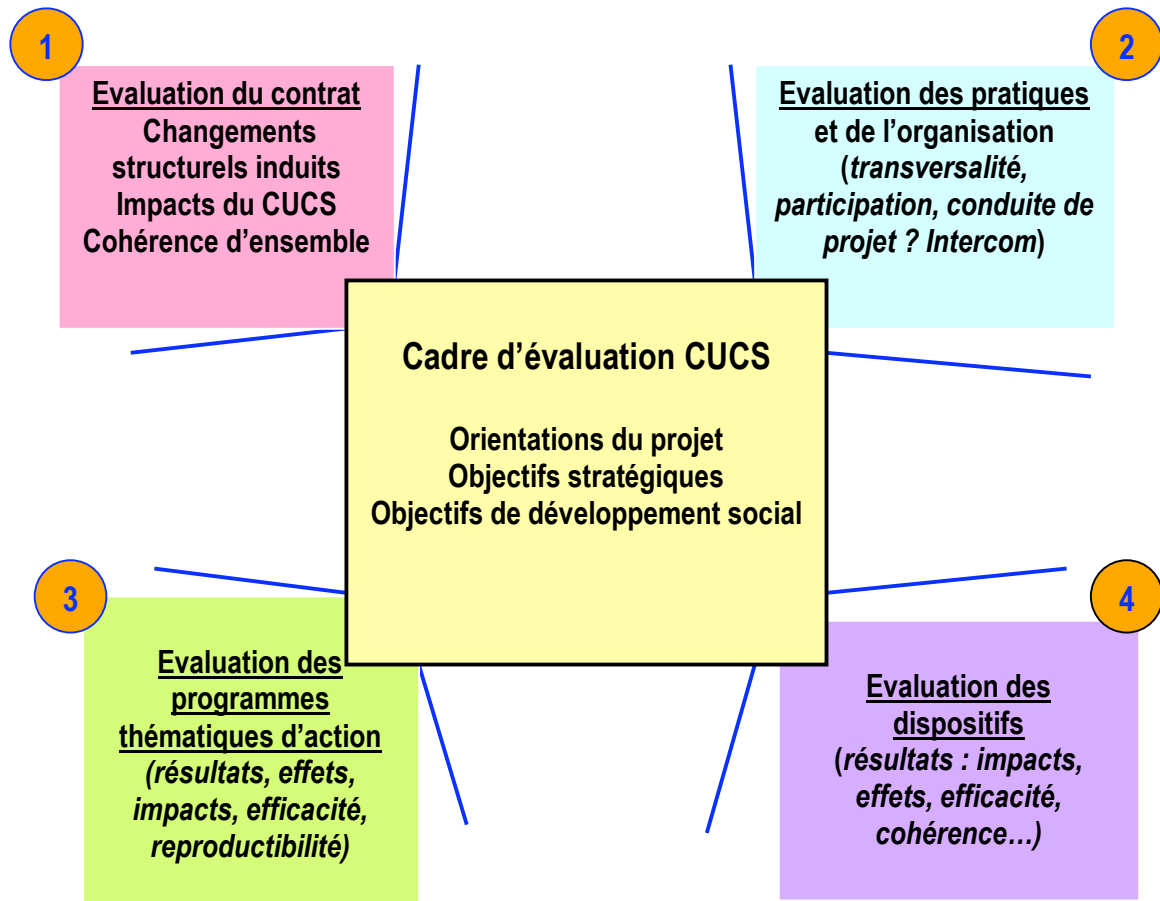 1
Evaluation du contrat
Changements
structurels induits
Impacts du CUCS
Cohérence d’ensemble
2
Evaluation des pratiques
et de l’organisation
(transversalité,
participation, conduite de
projet ? Intercom)
Cadre d’évaluation CUCS
Orientations du projet
Objectifs stratégiques
Objectifs de développement social
3
Evaluation des
programmes
thématiques d’action
(résultats, effets,
impacts, efficacité,
reproductibilité)
4
Evaluation des
dispositifs
(résultats : impacts,
effets, efficacité,
cohérence…)